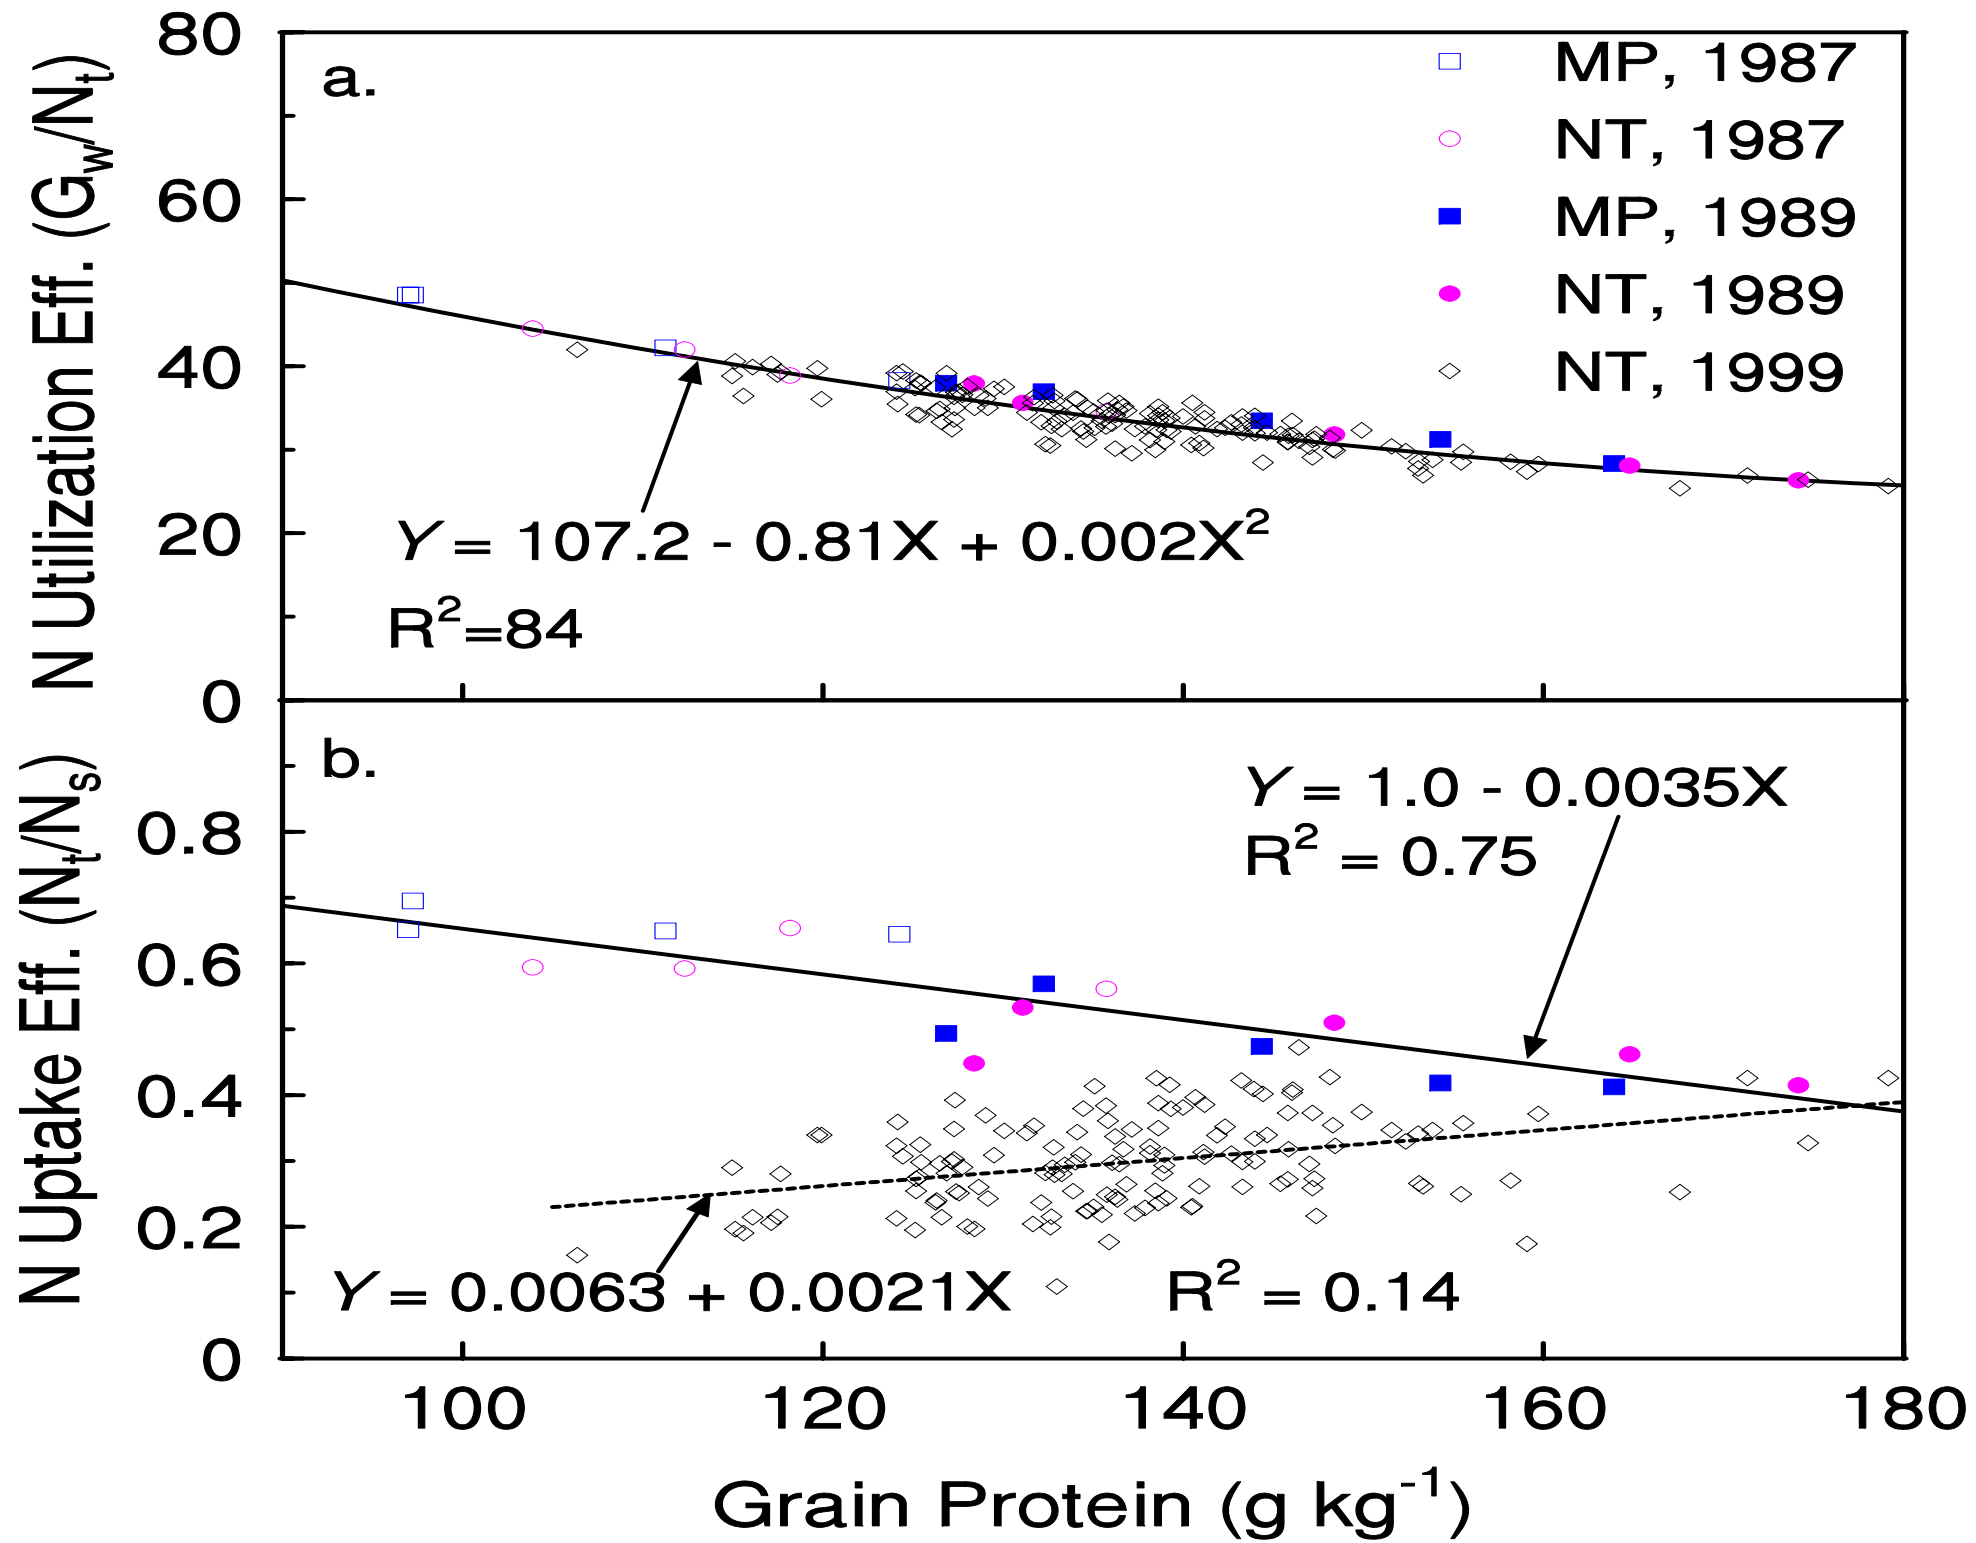 80
60
40
20
0
N Utilization Eff. (Gw/Nt)
a.
MP, 1987
NT, 1987
MP, 1989
NT, 1989
NT, 1999
Y = 107.2 - 0.81X + 0.002X²
R²=84
0.8
0.6
0.4
0.2
0
N Uptake Eff. (Nt/Ns)
b.
Y = 1.0 - 0.0035X
R² = 0.75
Y = 0.0063 + 0.0021X R² = 0.14
100 120 140 160 180
Grain Protein (g kg⁻¹)